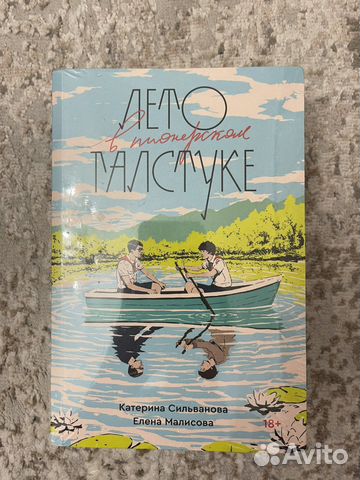 ЛЕТО
в пионерском
ГАЛСТУКЕ
Катерина Сильванова
Елена Малисова
18+
Avito